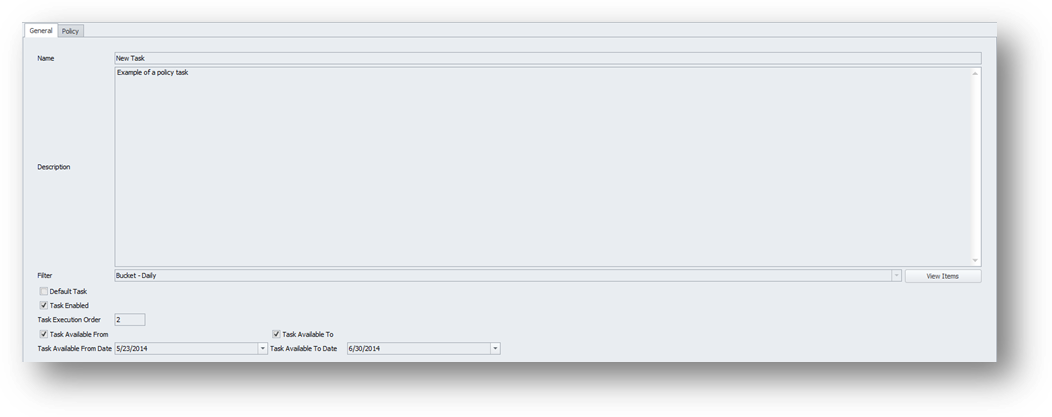 General Policy
Name New Task
Example of a policy task
Description
Filter Bucket - Daily View Items
Default Task
Task Enabled
Task Execution Order 2
Task Available From Task Available To
Task Available From Date 5/23/2014 Task Available To Date 6/30/2014